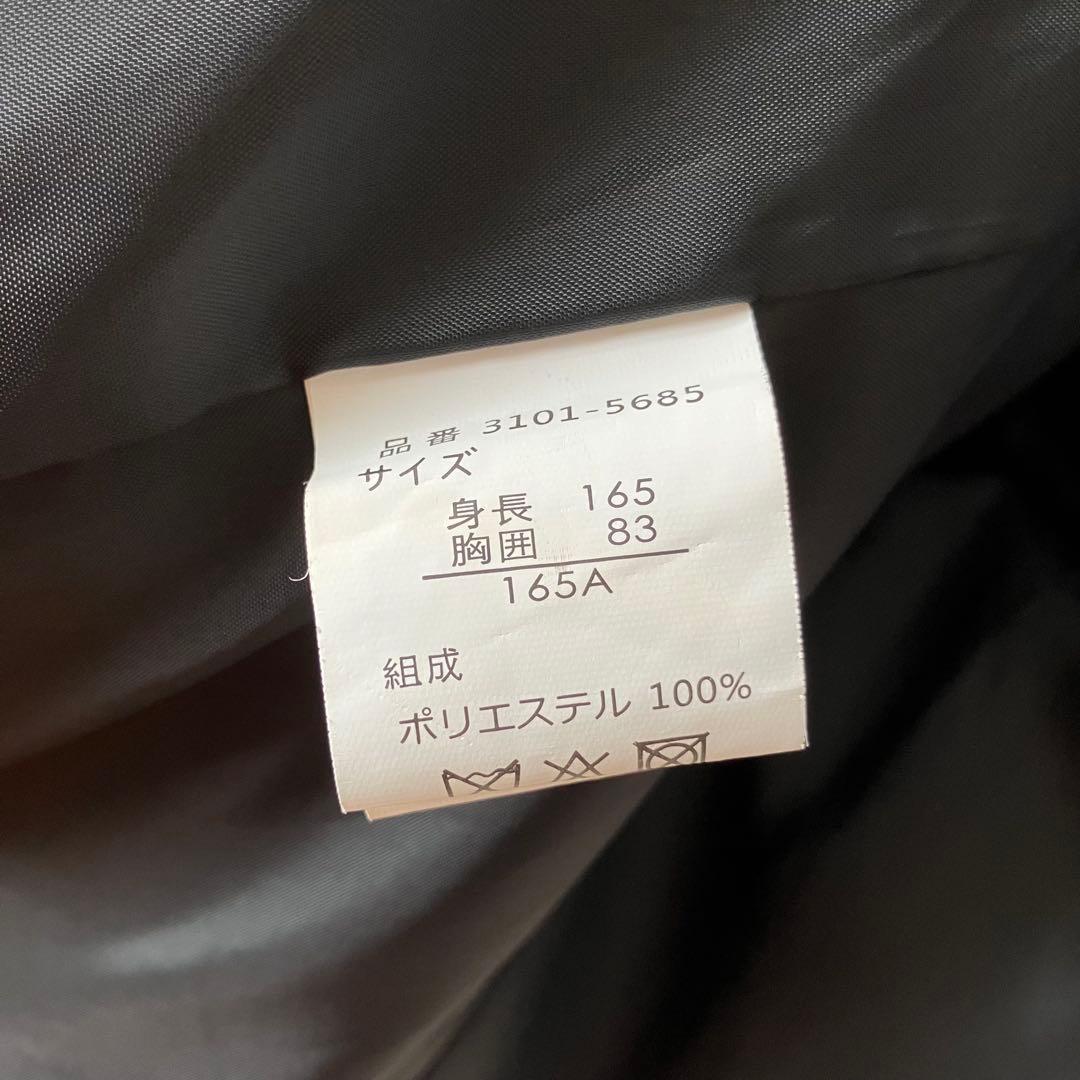 品番 3101-5685
サイズ
身長 165
胸囲 83
165A
組成
ポリエステル 100%